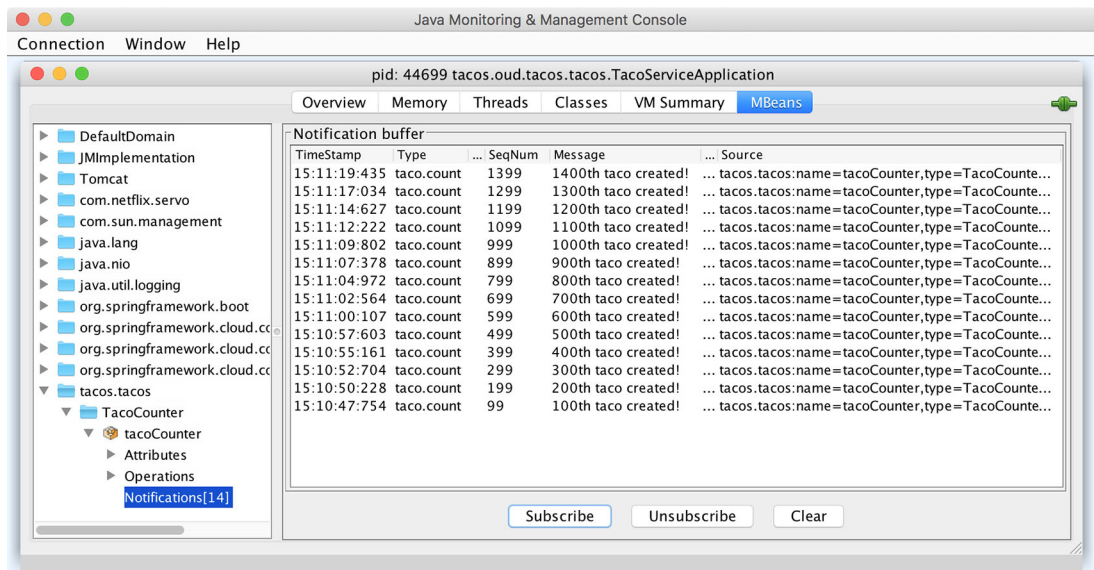 Java Monitoring & Management Console
Connection Window Help
pid: 44699 tacos.oud.tacos.tacos.TacoServiceApplication
Overview Memory Threads Classes VM Summary MBeans
DefaultDomain
JMImplementation
Tomcat
com.netflix.servo
com.sun.management
java.lang
java.nio
java.util.logging
org.springframework.boot
org.springframework.cloud.cc
org.springframework.cloud.cc
org.springframework.cloud.cc
tacos.tacos
TacoCounter
tacoCounter
Attributes
Operations
Notifications[14]
Notification buffer
TimeStamp Type ... SeqNum Message ... Source
15:11:19:435 taco.count 1399 1400th taco created! ... tacos.tacos:name=tacoCounter,type=TacoCounte...
15:11:17:034 taco.count 1299 1300th taco created! ... tacos.tacos:name=tacoCounter,type=TacoCounte...
15:11:14:627 taco.count 1199 1200th taco created! ... tacos.tacos:name=tacoCounter,type=TacoCounte...
15:11:12:222 taco.count 1099 1100th taco created! ... tacos.tacos:name=tacoCounter,type=TacoCounte...
15:11:09:802 taco.count 999 1000th taco created! ... tacos.tacos:name=tacoCounter,type=TacoCounte...
15:11:07:378 taco.count 899 900th taco created! ... tacos.tacos:name=tacoCounter,type=TacoCounte...
15:11:04:972 taco.count 799 800th taco created! ... tacos.tacos:name=tacoCounter,type=TacoCounte...
15:11:02:564 taco.count 699 700th taco created! ... tacos.tacos:name=tacoCounter,type=TacoCounte...
15:11:00:107 taco.count 599 600th taco created! ... tacos.tacos:name=tacoCounter,type=TacoCounte...
15:10:57:603 taco.count 499 500th taco created! ... tacos.tacos:name=tacoCounter,type=TacoCounte...
15:10:55:161 taco.count 399 400th taco created! ... tacos.tacos:name=tacoCounter,type=TacoCounte...
15:10:52:704 taco.count 299 300th taco created! ... tacos.tacos:name=tacoCounter,type=TacoCounte...
15:10:50:228 taco.count 199 200th taco created! ... tacos.tacos:name=tacoCounter,type=TacoCounte...
15:10:47:754 taco.count 99 100th taco created! ... tacos.tacos:name=tacoCounter,type=TacoCounte...
Subscribe Unsubscribe Clear